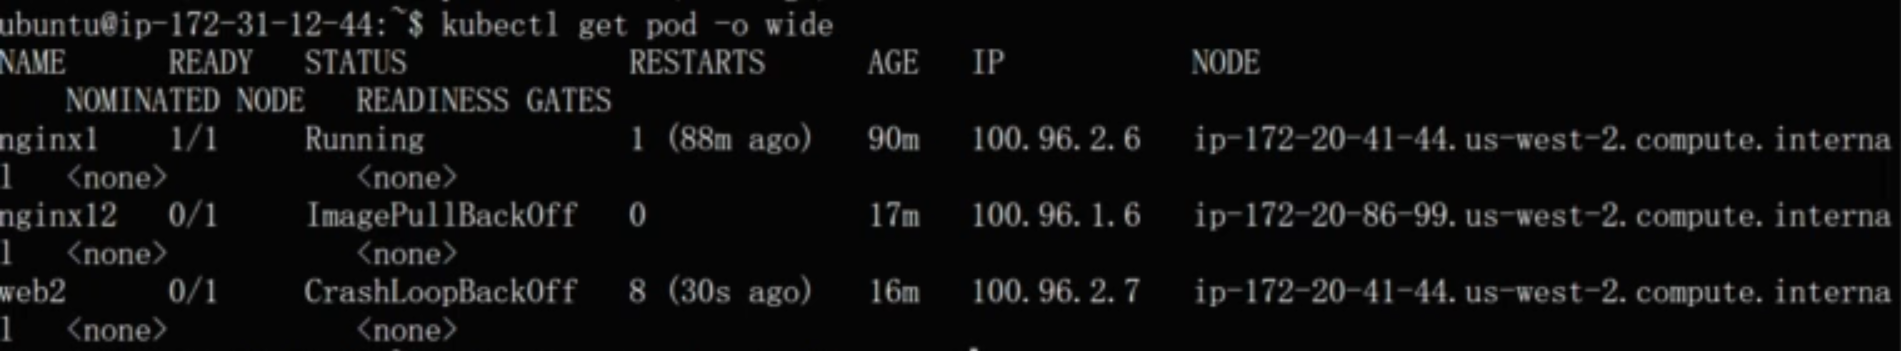 ubuntu@ip-172-31-12-44:~$ kubectl get pod -o wide
NAME      READY   STATUS             RESTARTS      AGE   IP           NODE
    NOMINATED NODE   READINESS GATES
nginx1    1/1     Running            1 (88m ago)   90m   100.96.2.6   ip-172-20-41-44.us-west-2.compute.interna
l   <none>           <none>
nginx12   0/1     ImagePullBackOff   0             17m   100.96.1.6   ip-172-20-86-99.us-west-2.compute.interna
l   <none>           <none>
web2      0/1     CrashLoopBackOff   8 (30s ago)   16m   100.96.2.7   ip-172-20-41-44.us-west-2.compute.interna
l   <none>           <none>